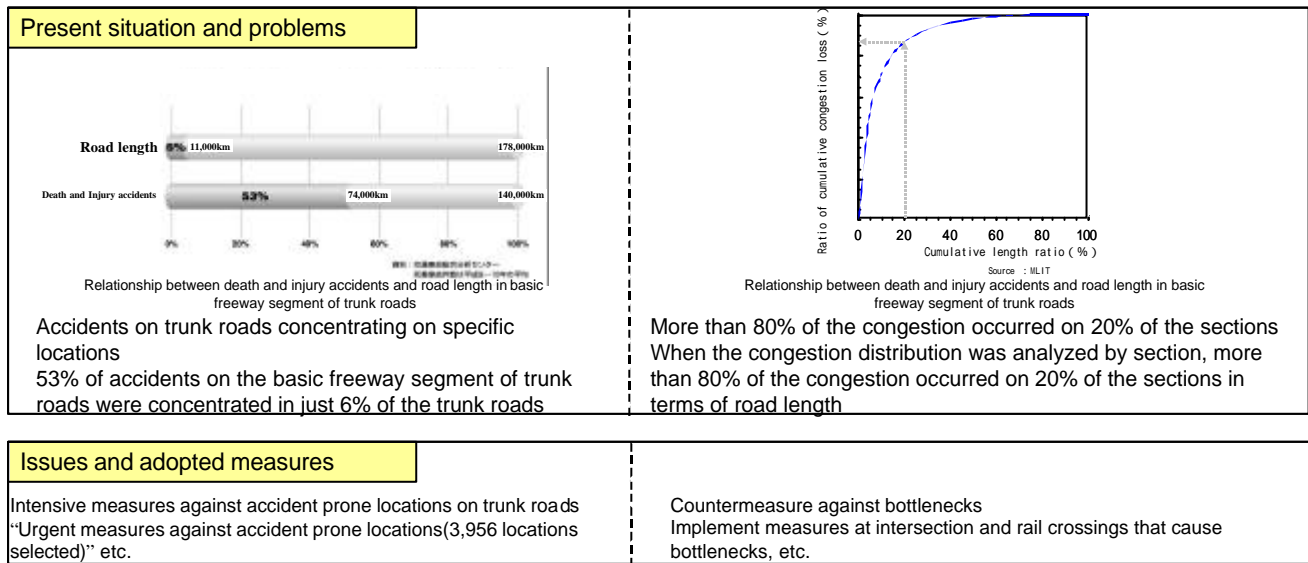 Present situation and problems
Road length
6%
11,000km
178,000km
Death and Injury accidents
53%
74,000km
140,000km
0%
20%
40%
60%
80%
100%
Relationship between death and injury accidents and road length in basic
freeway segment of trunk roads
Accidents on trunk roads concentrating on specific
locations
53% of accidents on the basic freeway segment of trunk
roads were concentrated in just 6% of the trunk roads
Ratio of cumulative congestion loss(%)
0 20 40 60 80 100
Cumulative length ratio(%)
Source : MLIT
Relationship between death and injury accidents and road length in basic
freeway segment of trunk roads
More than 80% of the congestion occurred on 20% of the sections
When the congestion distribution was analyzed by section, more
than 80% of the congestion occurred on 20% of the sections in
terms of road length
Issues and adopted measures
Intensive measures against accident prone locations on trunk roads
“Urgent measures against accident prone locations(3,956 locations
selected)” etc.
Countermeasure against bottlenecks
Implement measures at intersection and rail crossings that cause
bottlenecks, etc.